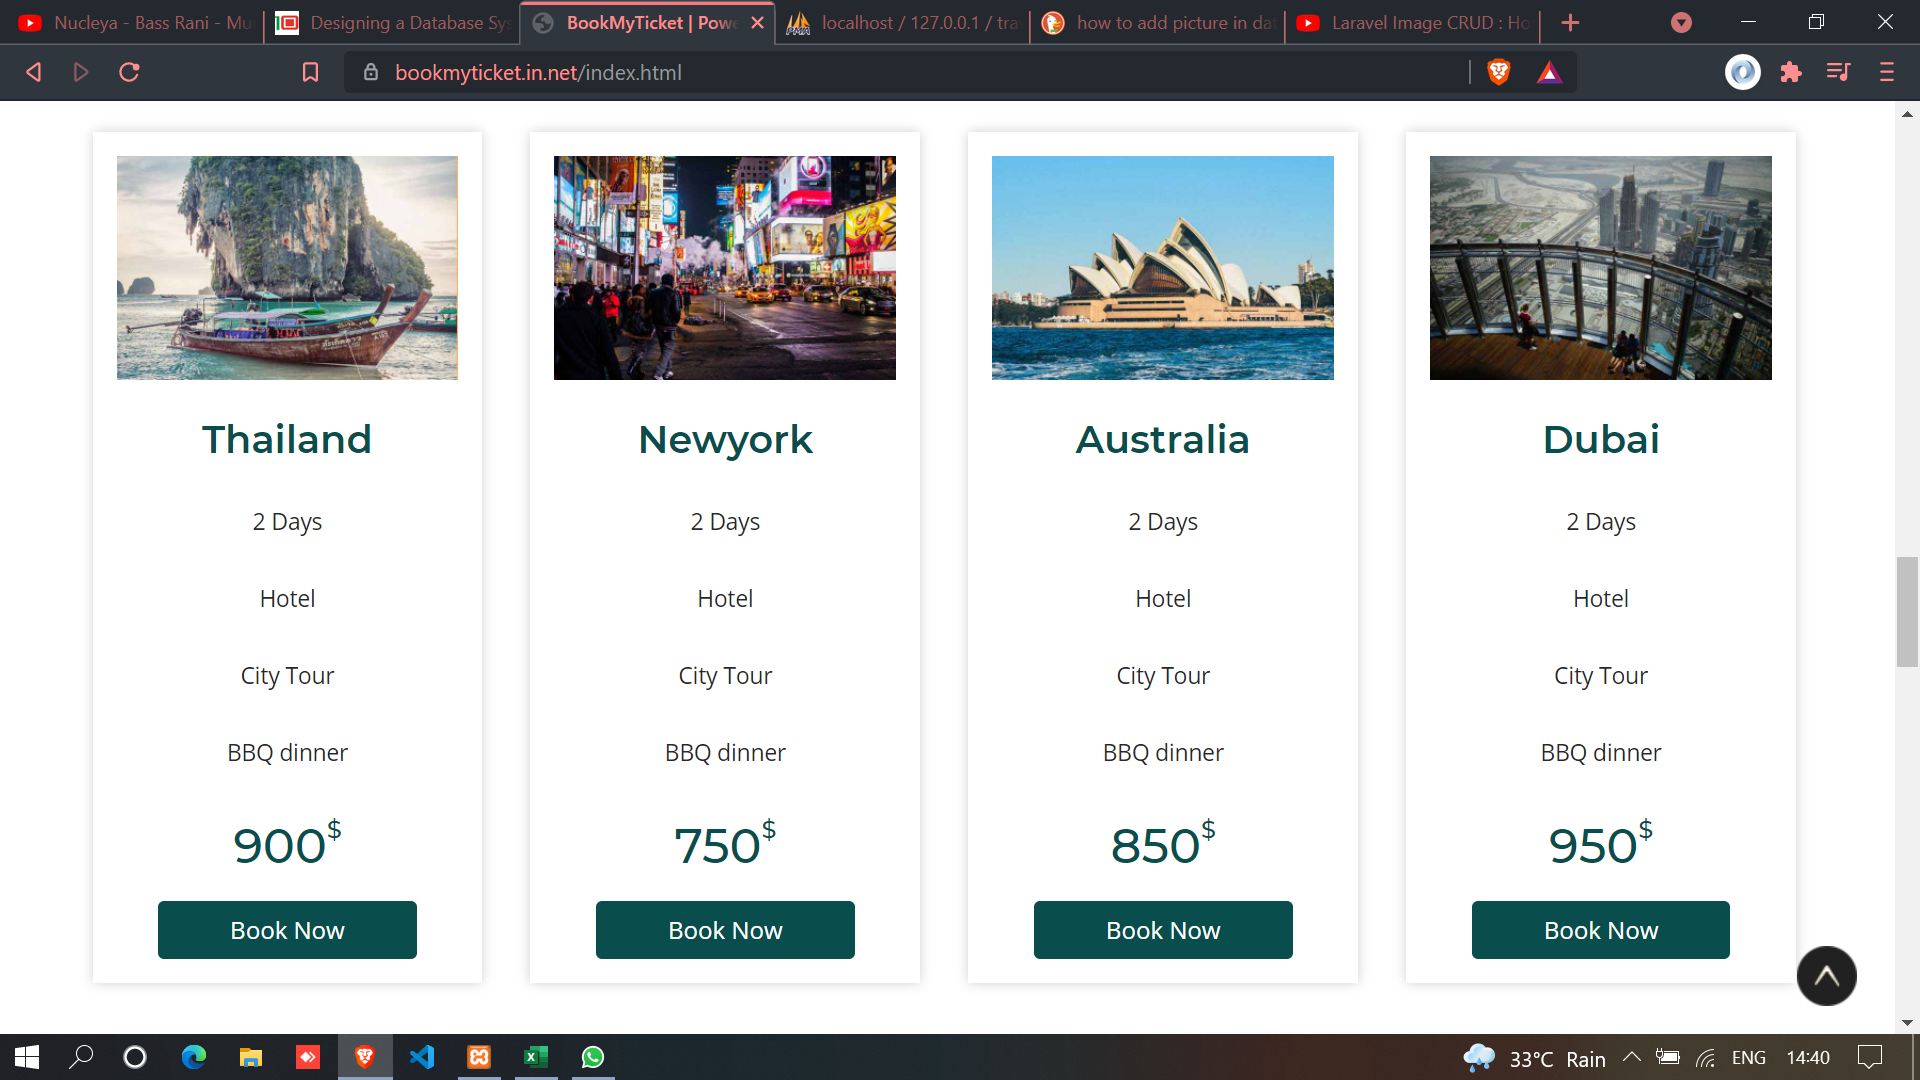 Nucleya - Bass Rani - Mu
Designing a Database Sys
BookMyTicket | Powe
localhost / 127.0.0.1 / tra
how to add picture in dat
Laravel Image CRUD : Ho
bookmyticket.in.net/index.html
Thailand
2 Days
Hotel
City Tour
BBQ dinner
900$
Book Now
Newyork
2 Days
Hotel
City Tour
BBQ dinner
750$
Book Now
Australia
2 Days
Hotel
City Tour
BBQ dinner
850$
Book Now
Dubai
2 Days
Hotel
City Tour
BBQ dinner
950$
Book Now
33°C Rain
ENG
14:40